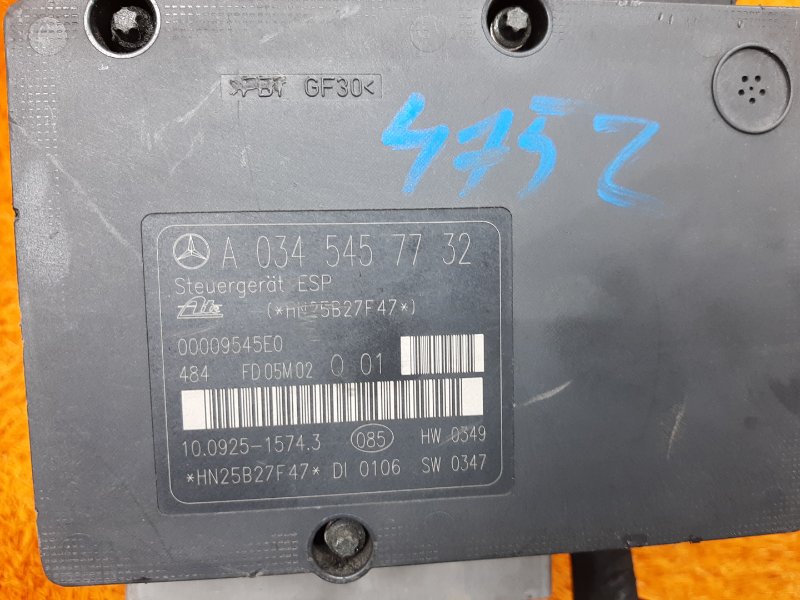 >PBT GF30<
4752
A 034 545 77 32
Steuergerät ESP
Ate (*HN25B27F47*)
00009545E0
484 FD05M02 Q 01
10.0925-1574.3 085 HW 0349
*HN25B27F47* DI 0106 SW 0347